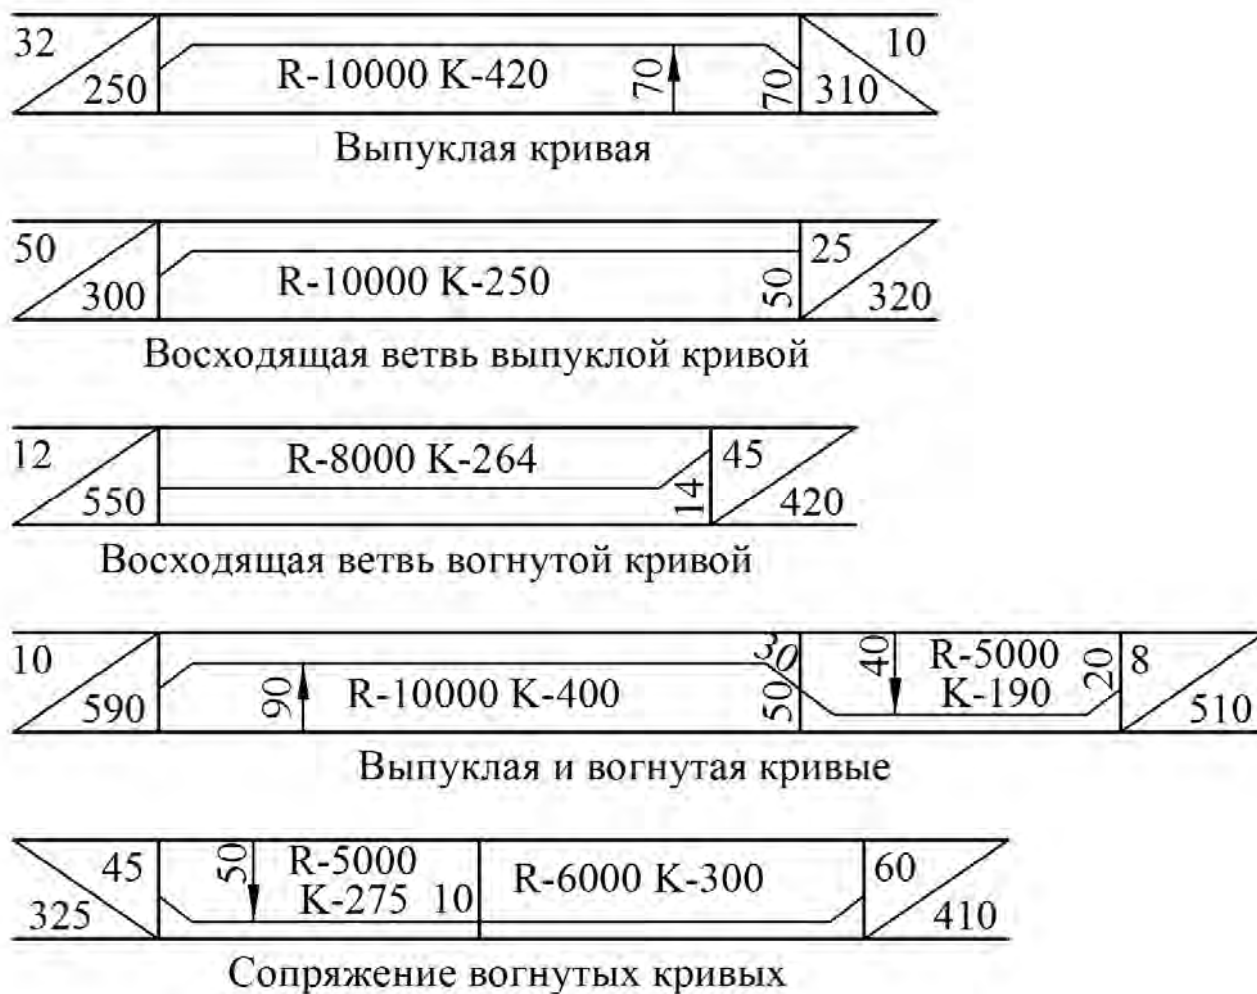 32
250
R-10000 K-420
70
70
310
10
Выпуклая кривая
50
300
R-10000 K-250
50
25
320
Восходящая ветвь выпуклой кривой
12
550
R-8000 K-264
14
45
420
Восходящая ветвь вогнутой кривой
10
590
90
R-10000 K-400
30
50
40
R-5000
K-190
20
8
510
Выпуклая и вогнутая кривые
45
325
50
R-5000
K-275
10
R-6000 K-300
60
410
Сопряжение вогнутых кривых